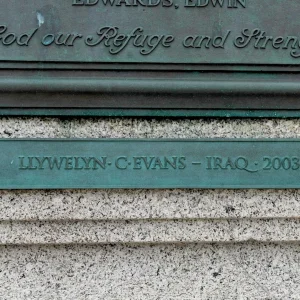 EDWARDS, EDWIN
God our Refuge and Streng
LLYWELYN·C·EVANS – IRAQ·2003